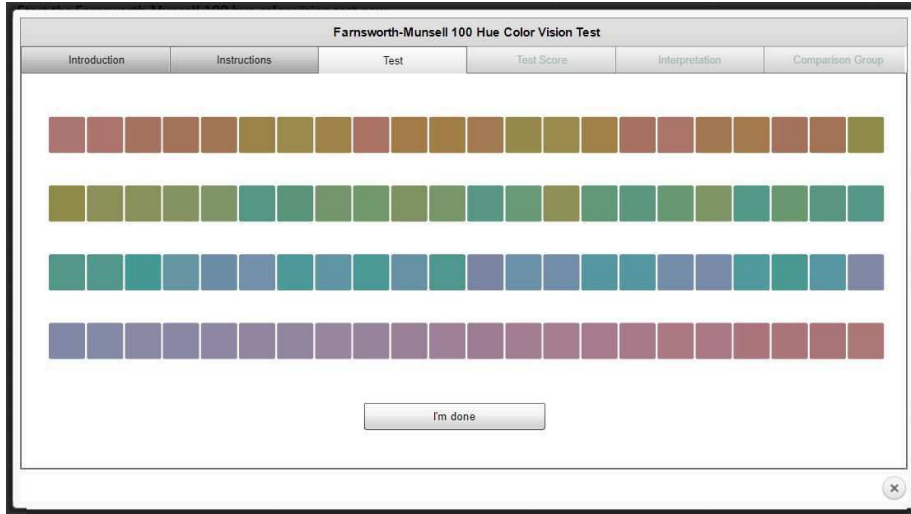 Farnsworth-Munsell 100 Hue Color Vision Test
Introduction Instructions Test Test Score Interpretation Comparison Group
I'm done